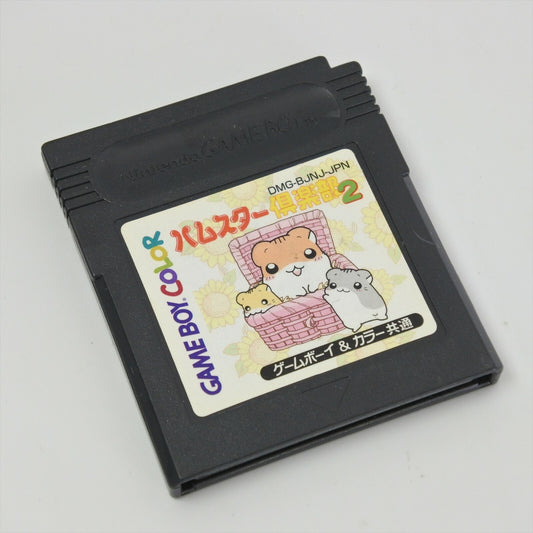 Nintendo GAME BOY TM
DMG-BJNJ-JPN
ハムスター倶楽部2
GAME BOY COLOR
ゲームボーイ & カラー共通